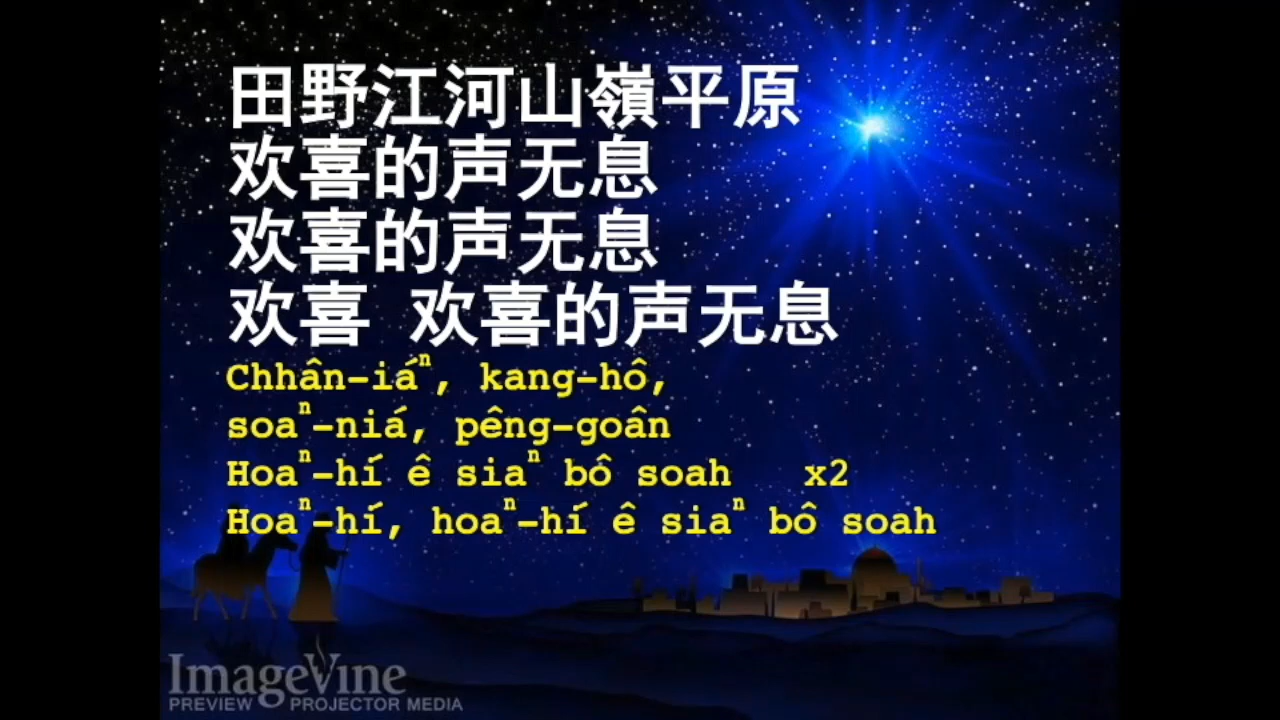 田野江河山嶺平原
欢喜的声无息
欢喜的声无息
欢喜 欢喜的声无息
Chhân-iáⁿ, kang-hô,
soaⁿ-niá, pêng-goân
Hoaⁿ-hí ê siaⁿ bô soah x2
Hoaⁿ-hí, hoaⁿ-hí ê siaⁿ bô soah
ImageVine
PREVIEW PROJECTOR MEDIA